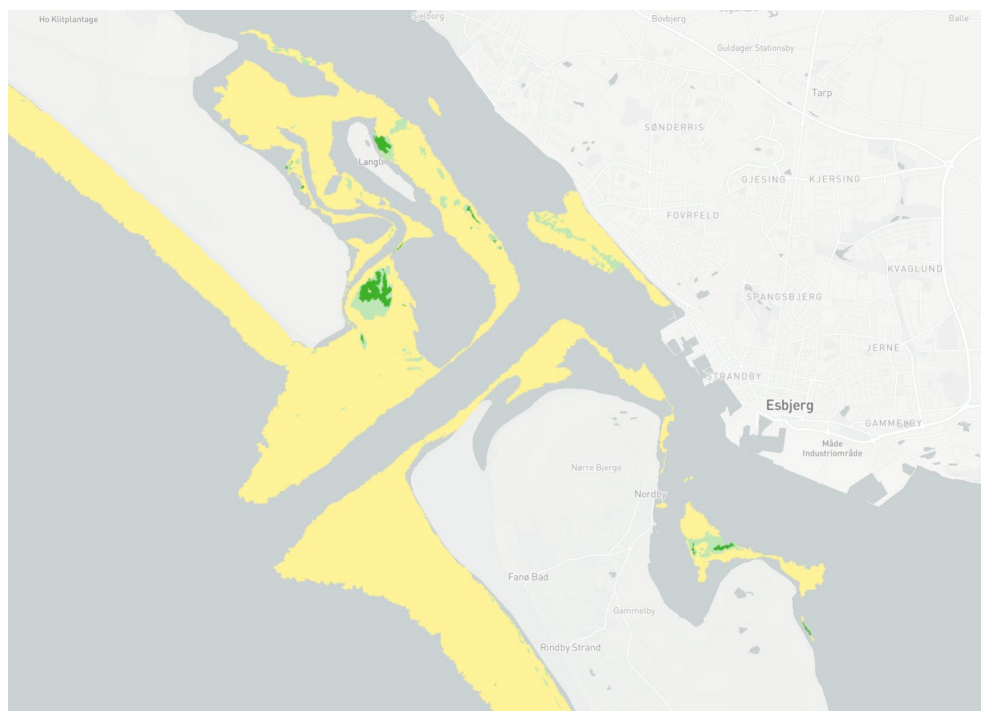 Ho Klitplantage
Sjelborg
Bovbjerg
Balle
Guldager Stationsby
Tarp
SØNDERRIS
Langli
GJESING
KJERSING
FOVRFELD
KVAGLUND
SPANGSBJERG
JERNE
STRANDBY
Esbjerg
GAMMELBY
Måde
Industriområde
Nørre Bjerge
Nordby
Fanø Bad
Gammelby
Rindby Strand